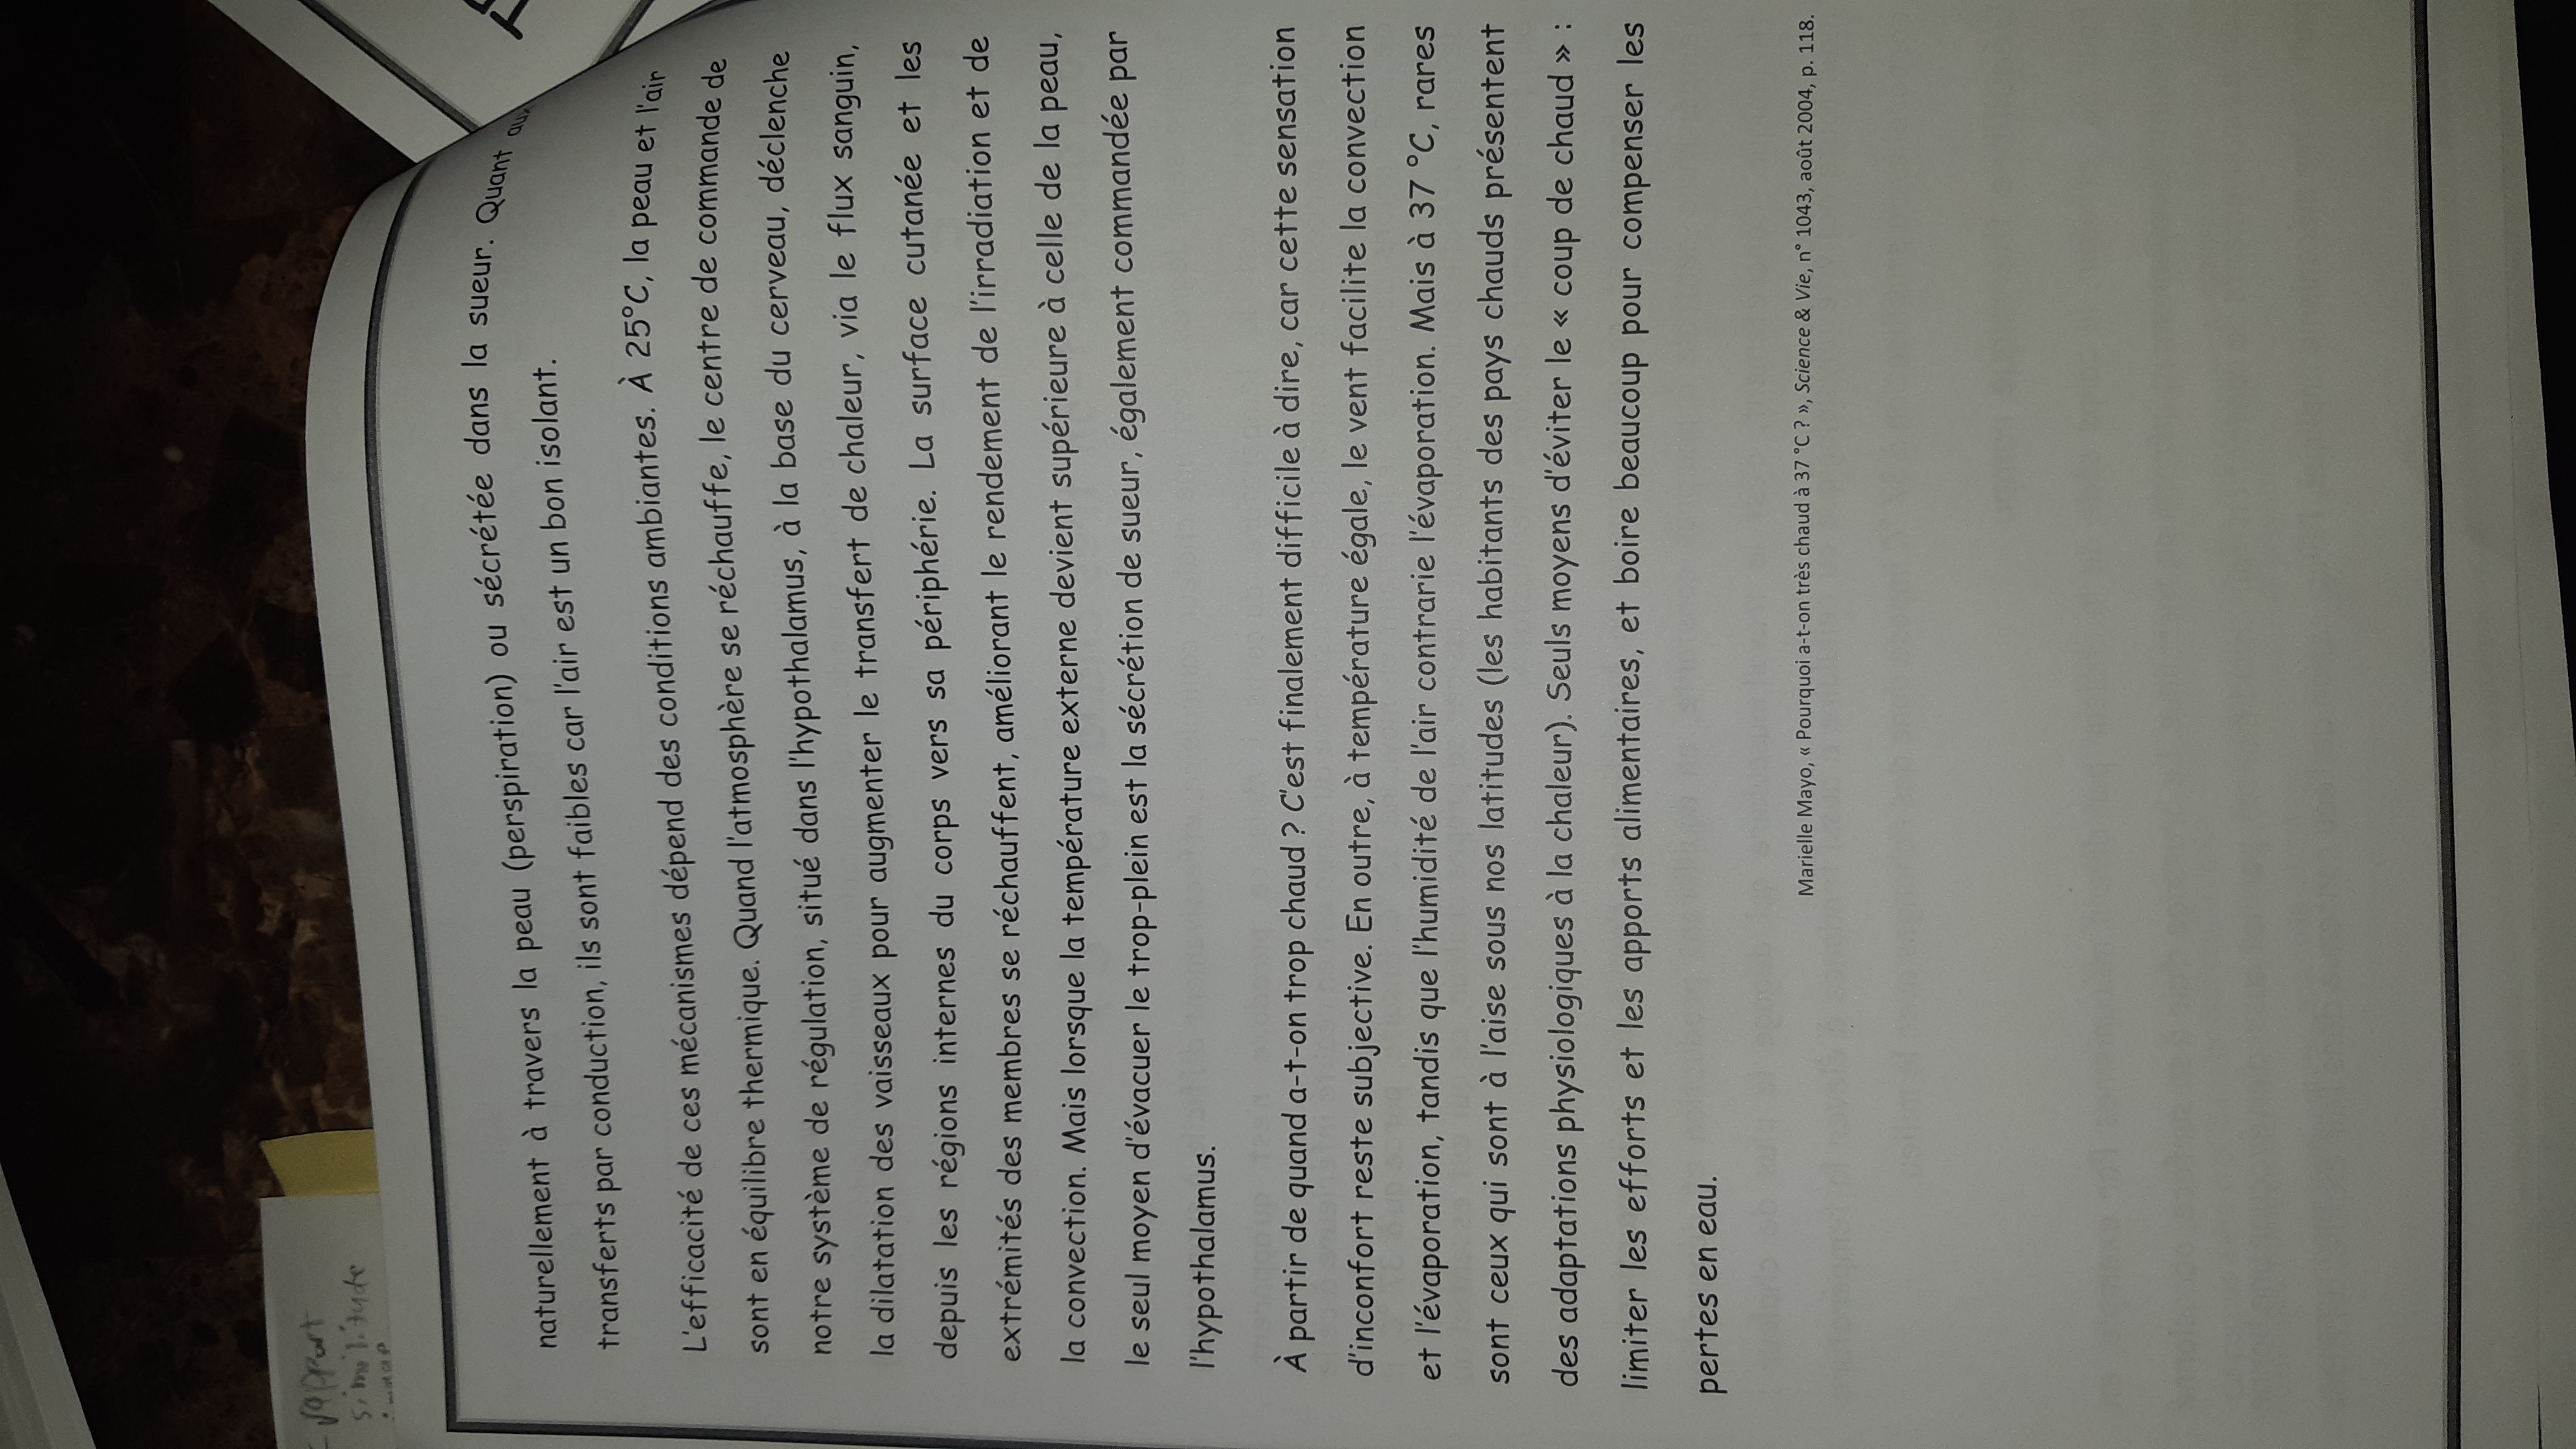 - rapport
similitude
naturellement à travers la peau (perspiration) ou sécrétée dans la sueur. Quant aux
transferts par conduction, ils sont faibles car l'air est un bon isolant.
L'efficacité de ces mécanismes dépend des conditions ambiantes. À 25°C, la peau et l'air
sont en équilibre thermique. Quand l'atmosphère se réchauffe, le centre de commande de
notre système de régulation, situé dans l'hypothalamus, à la base du cerveau, déclenche
la dilatation des vaisseaux pour augmenter le transfert de chaleur, via le flux sanguin,
depuis les régions internes du corps vers sa périphérie. La surface cutanée et les
extrémités des membres se réchauffent, améliorant le rendement de l'irradiation et de
la convection. Mais lorsque la température externe devient supérieure à celle de la peau,
le seul moyen d'évacuer le trop-plein est la sécrétion de sueur, également commandée par
l'hypothalamus.
À partir de quand a-t-on trop chaud ? C'est finalement difficile à dire, car cette sensation
d'inconfort reste subjective. En outre, à température égale, le vent facilite la convection
et l'évaporation, tandis que l'humidité de l'air contrarie l'évaporation. Mais à 37 °C, rares
sont ceux qui sont à l'aise sous nos latitudes (les habitants des pays chauds présentent
des adaptations physiologiques à la chaleur). Seuls moyens d'éviter le « coup de chaud » :
limiter les efforts et les apports alimentaires, et boire beaucoup pour compenser les
pertes en eau.
Marielle Mayo, « Pourquoi a-t-on très chaud à 37 °C ? », Science & Vie, n° 1043, août 2004, p. 118.